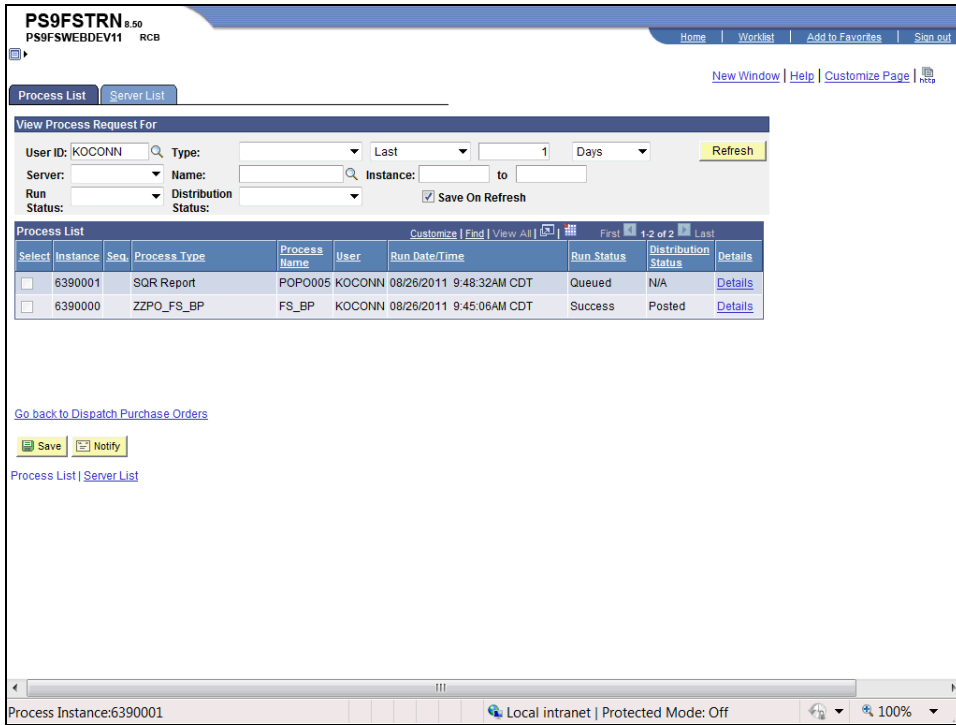 PS9FSTRN 8.50
PS9FSWEBDEV11 RCB
Home | Worklist | Add to Favorites | Sign out
New Window | Help | Customize Page | http
Process List Server List
View Process Request For
User ID: KOCONN Type: Last 1 Days Refresh
Server: Name: Instance: to
Run Status: Distribution Status: Save On Refresh
Process List Customize | Find | View All | | First 1-2 of 2 Last
Select Instance Seq. Process Type Process Name User Run Date/Time Run Status Distribution Status Details
6390001 SQR Report POPO005 KOCONN 08/26/2011 9:48:32AM CDT Queued N/A Details
6390000 ZZPO_FS_BP FS_BP KOCONN 08/26/2011 9:45:06AM CDT Success Posted Details
Go back to Dispatch Purchase Orders
Save Notify
Process List | Server List
Process Instance:6390001 Local intranet | Protected Mode: Off 100%